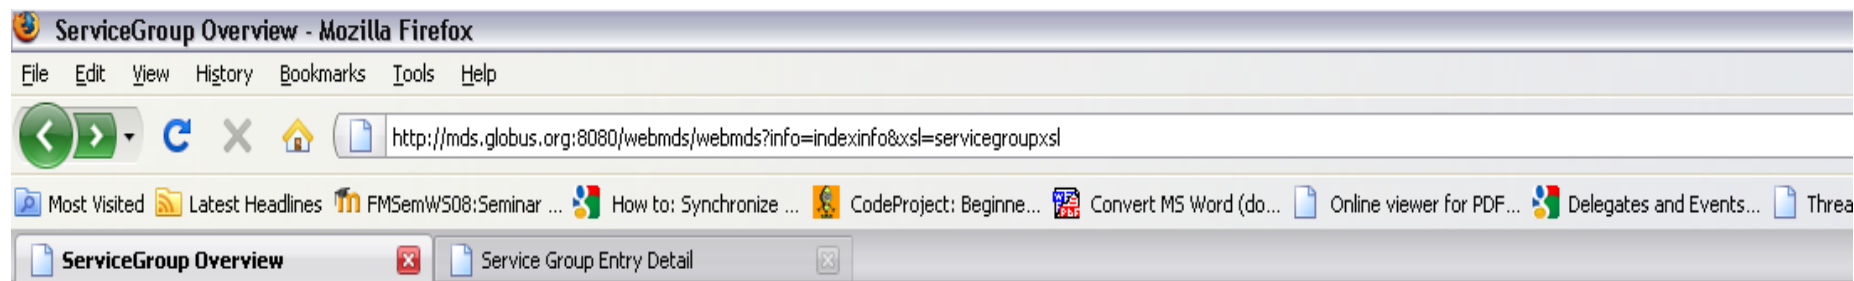 ServiceGroup Overview - Mozilla Firefox
File Edit View History Bookmarks Tools Help
http://mds.globus.org:8080/webmds/webmds?info=indexinfo&xsl=servicegroupxsl
Most Visited Latest Headlines FMSemWS08:Seminar ... How to: Synchronize ... CodeProject: Beginne... Convert MS Word (do... Online viewer for PDF... Delegates and Events... Threa
ServiceGroup Overview Service Group Entry Detail